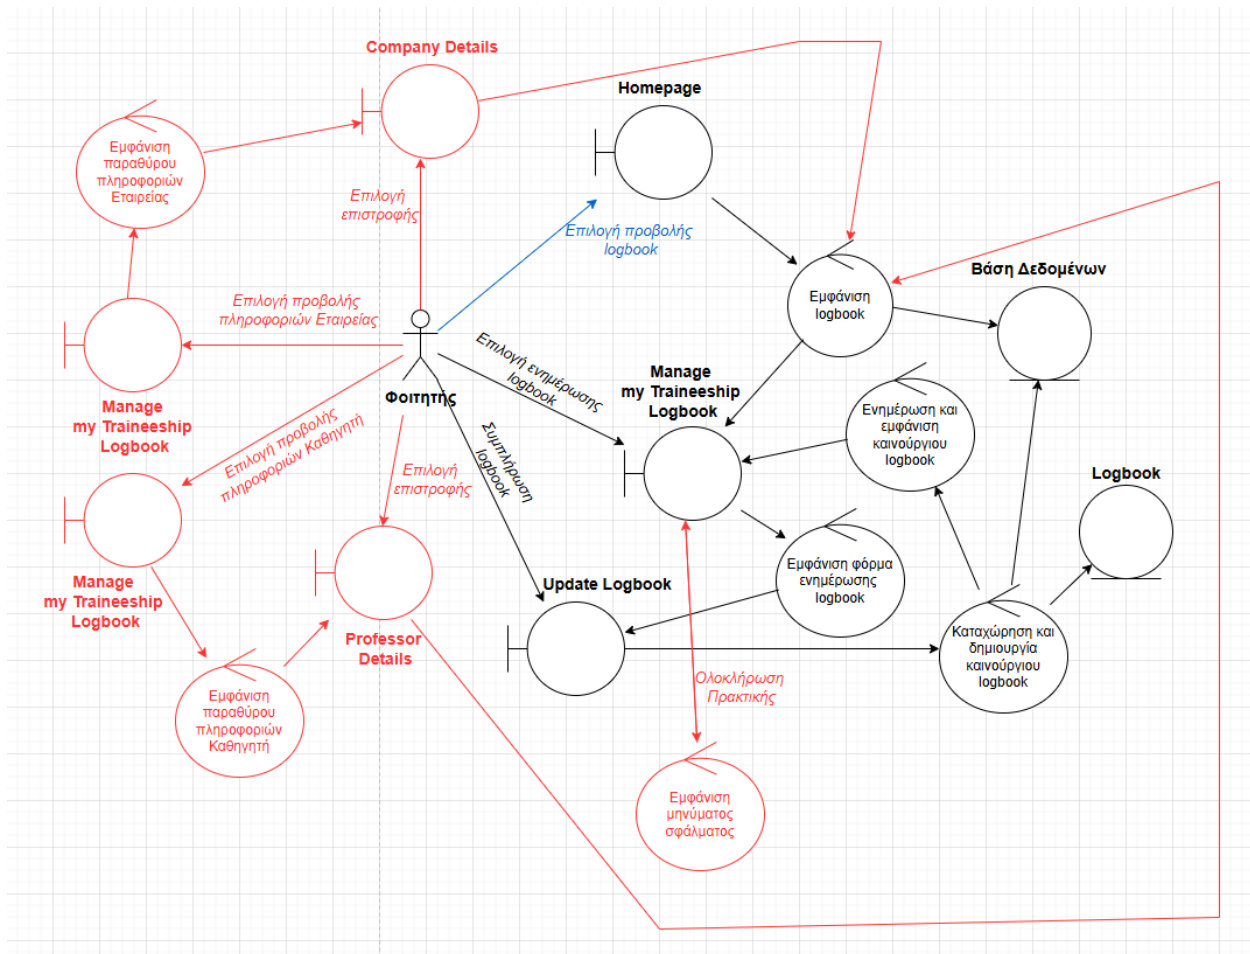 Company Details
Homepage
Εμφάνιση
παραθύρου
πληροφοριών
Εταιρείας
Επιλογή
επιστροφής
Επιλογή προβολής
logbook
Βάση Δεδομένων
Εμφάνιση
logbook
Επιλογή προβολής
πληροφοριών Εταιρείας
Επιλογή ενημέρωσης
logbook
Manage
my Traineeship
Logbook
Φοιτητής
Manage
my Traineeship
Logbook
Ενημέρωση και
εμφάνιση
καινούργιου
logbook
Επιλογή προβολής
πληροφοριών Καθηγητή
Συμπλήρωση
logbook
Επιλογή
επιστροφής
Logbook
Manage
my Traineeship
Logbook
Update Logbook
Εμφάνιση φόρμα
ενημέρωσης
logbook
Professor
Details
Καταχώρηση και
δημιουργία
καινούργιου
logbook
Εμφάνιση
παραθύρου
πληροφοριών
Καθηγητή
Ολοκλήρωση
Πρακτικής
Εμφάνιση
μηνύματος
σφάλματος